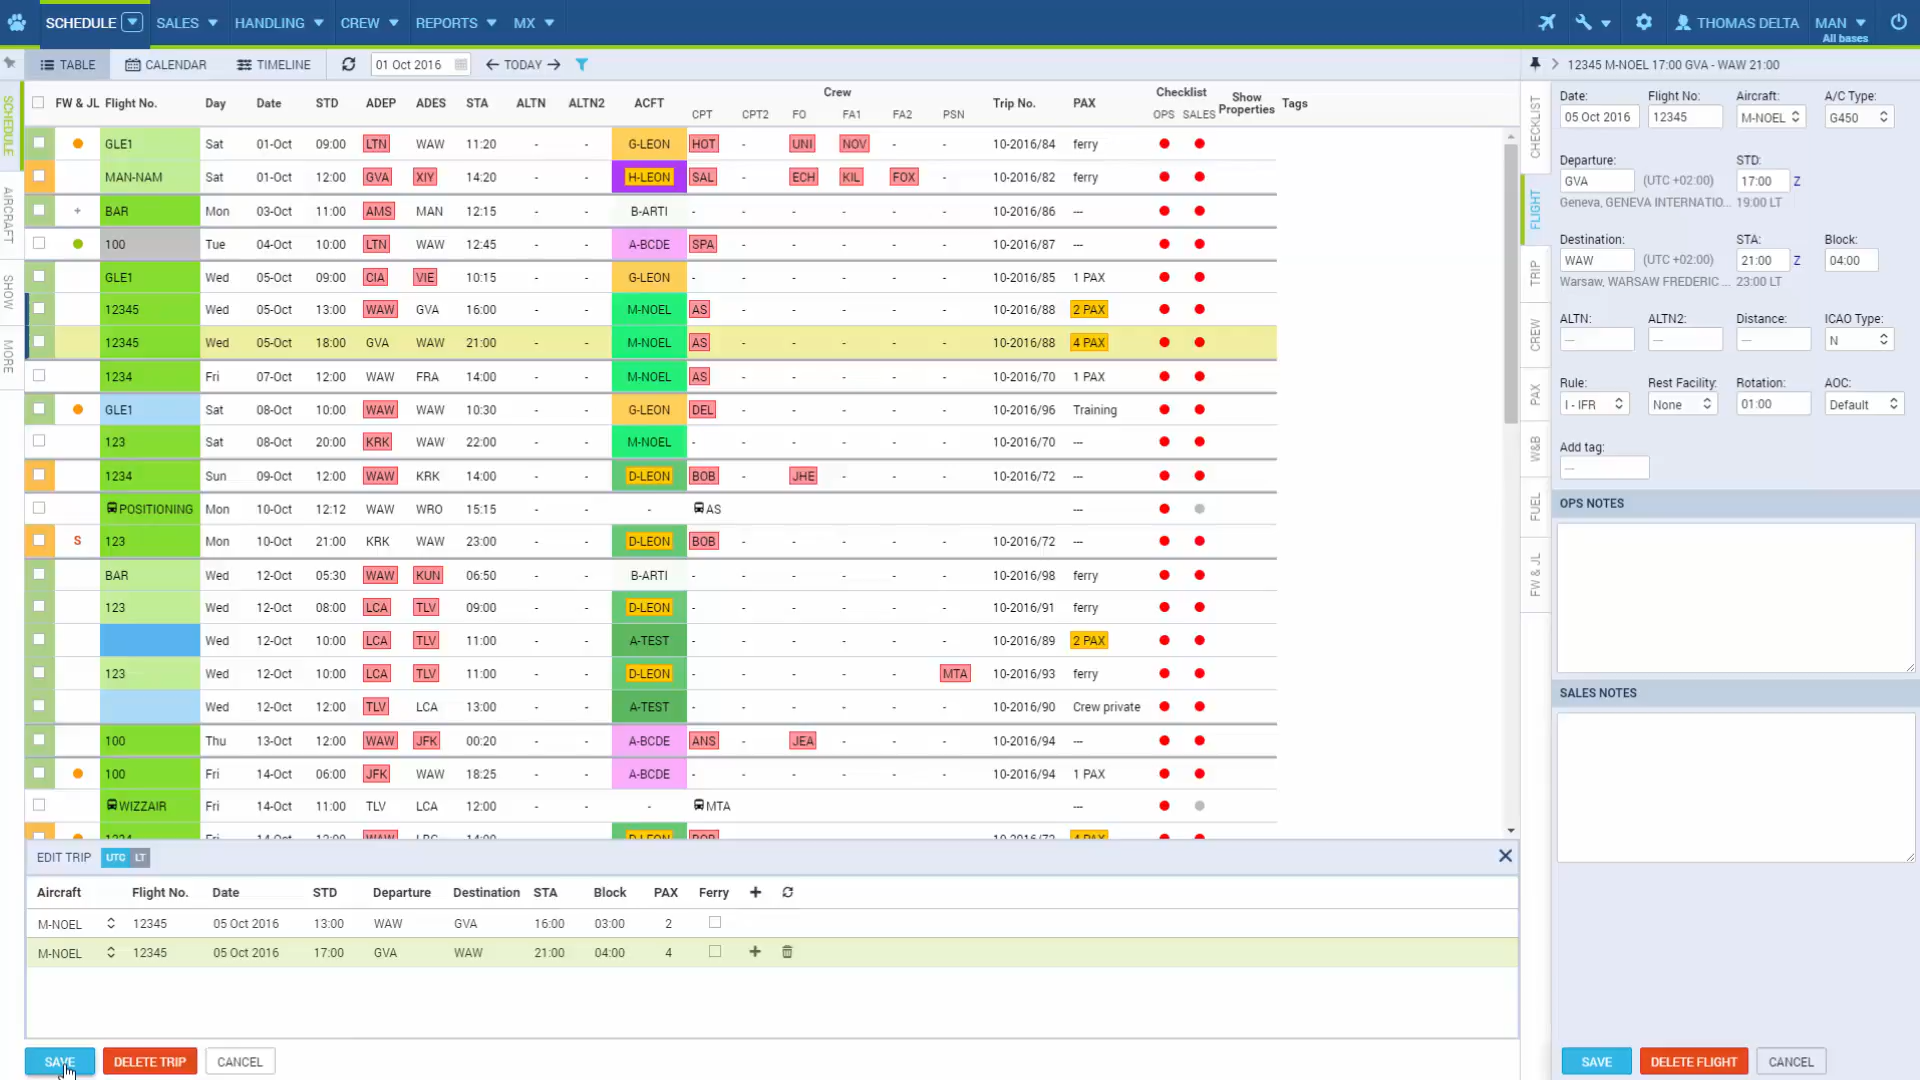 SCHEDULE SALES HANDLING CREW REPORTS MX THOMAS DELTA MAN
All bases
TABLE CALENDAR TIMELINE 01 Oct 2016 TODAY 12345 M-NOEL 17:00 GVA - WAW 21:00
SCHEDULE
AIRCRAFT
SHOW
MORE
FW & JL Flight No. Day Date STD ADEP ADES STA ALTN ALTN2 ACFT Crew Trip No. PAX Checklist Show Properties Tags
CPT CPT2 FO FA1 FA2 PSN OPS SALES
GLE1 Sat 01-Oct 09:00 LTN WAW 11:20 - - G-LEON HOT - UNI NOV - - 10-2016/84 ferry
MAN-NAM Sat 01-Oct 12:00 GVA XIY 14:20 - - H-LEON SAL - ECH KIL FOX - 10-2016/82 ferry
+ BAR Mon 03-Oct 11:00 AMS MAN 12:15 - - B-ARTI - - - - - - 10-2016/86 ---
100 Tue 04-Oct 10:00 LTN WAW 12:45 - - A-BCDE SPA - - - - - 10-2016/87 ---
GLE1 Wed 05-Oct 09:00 CIA VIE 10:15 - - G-LEON - - - - - - 10-2016/85 1 PAX
12345 Wed 05-Oct 13:00 WAW GVA 16:00 - - M-NOEL AS - - - - - 10-2016/88 2 PAX
12345 Wed 05-Oct 18:00 GVA WAW 21:00 - - M-NOEL AS - - - - - 10-2016/88 4 PAX
1234 Fri 07-Oct 12:00 WAW FRA 14:00 - - M-NOEL AS - - - - - 10-2016/70 1 PAX
GLE1 Sat 08-Oct 10:00 WAW WAW 10:30 - - G-LEON DEL - - - - - 10-2016/96 Training
123 Sat 08-Oct 20:00 KRK WAW 22:00 - - M-NOEL - - - - - - 10-2016/70 ---
1234 Sun 09-Oct 12:00 WAW KRK 14:00 - - D-LEON BOB - JHE - - - 10-2016/72 ---
POSITIONING Mon 10-Oct 12:12 WAW WRO 15:15 - AS ---
S 123 Mon 10-Oct 21:00 KRK WAW 23:00 - - D-LEON BOB - - - - - 10-2016/72 ---
BAR Wed 12-Oct 05:30 WAW KUN 06:50 - - B-ARTI - - - - - - 10-2016/98 ferry
123 Wed 12-Oct 08:00 LCA TLV 09:00 - - D-LEON - - - - - - 10-2016/91 ferry
Wed 12-Oct 10:00 LCA TLV 11:00 - - A-TEST - - - - - - 10-2016/89 2 PAX
123 Wed 12-Oct 10:00 LCA TLV 11:00 - - D-LEON - - - - - MTA 10-2016/93 ferry
Wed 12-Oct 12:00 TLV LCA 13:00 - - A-TEST - - - - - - 10-2016/90 Crew private
100 Thu 13-Oct 12:00 WAW JFK 00:20 - - A-BCDE ANS - JEA - - - 10-2016/94 ---
100 Fri 14-Oct 06:00 JFK WAW 18:25 - - A-BCDE - - - - - - 10-2016/94 1 PAX
WIZZAIR Fri 14-Oct 11:00 TLV LCA 12:00 - MTA ---
1234 Fri 14-Oct 12:00 WAW 14:00 D-LEON BOB 10-2016/72 4 PAX
EDIT TRIP UTC LT
Aircraft Flight No. Date STD Departure Destination STA Block PAX Ferry
M-NOEL 12345 05 Oct 2016 13:00 WAW GVA 16:00 03:00 2
M-NOEL 12345 05 Oct 2016 17:00 GVA WAW 21:00 04:00 4
SAVE DELETE TRIP CANCEL
CHECKLIST
FLIGHT
TRIP
CREW
PAX
W&B
FUEL
FW & JL
Date: Flight No: Aircraft: A/C Type:
05 Oct 2016 12345 M-NOEL G450
Departure: STD:
GVA (UTC +02:00) 17:00 Z
Geneva, GENEVA INTERNATIO... 19:00 LT
Destination: STA: Block:
WAW (UTC +02:00) 21:00 Z 04:00
Warsaw, WARSAW FREDERIC ... 23:00 LT
ALTN: ALTN2: Distance: ICAO Type:
--- --- --- N
Rule: Rest Facility: Rotation: AOC:
I - IFR None 01:00 Default
Add tag:
---
OPS NOTES
SALES NOTES
SAVE DELETE FLIGHT CANCEL